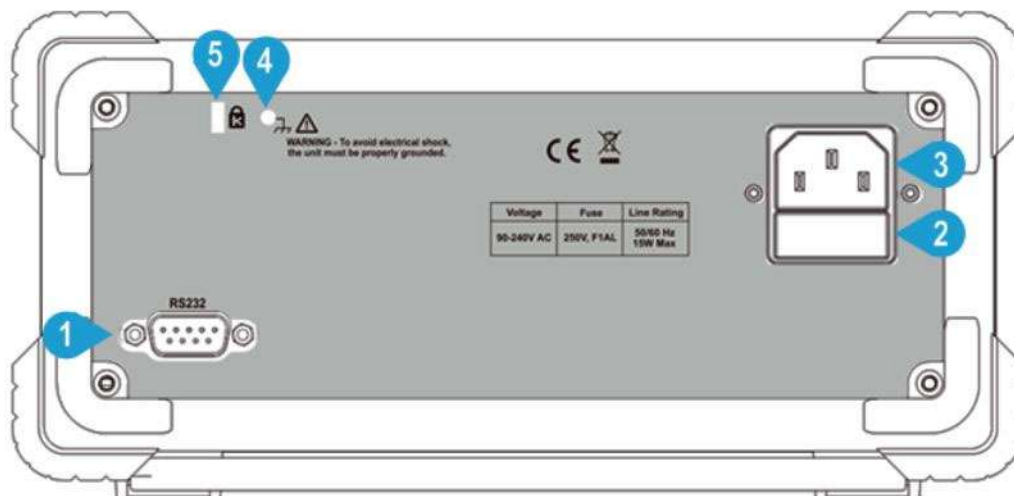 5
4
WARNING - To avoid electrical shock,
the unit must be properly grounded.
CE
3
Voltage Fuse Line Rating
90-240V AC 250V, F1AL 50/60 Hz
15W Max
2
RS232
1